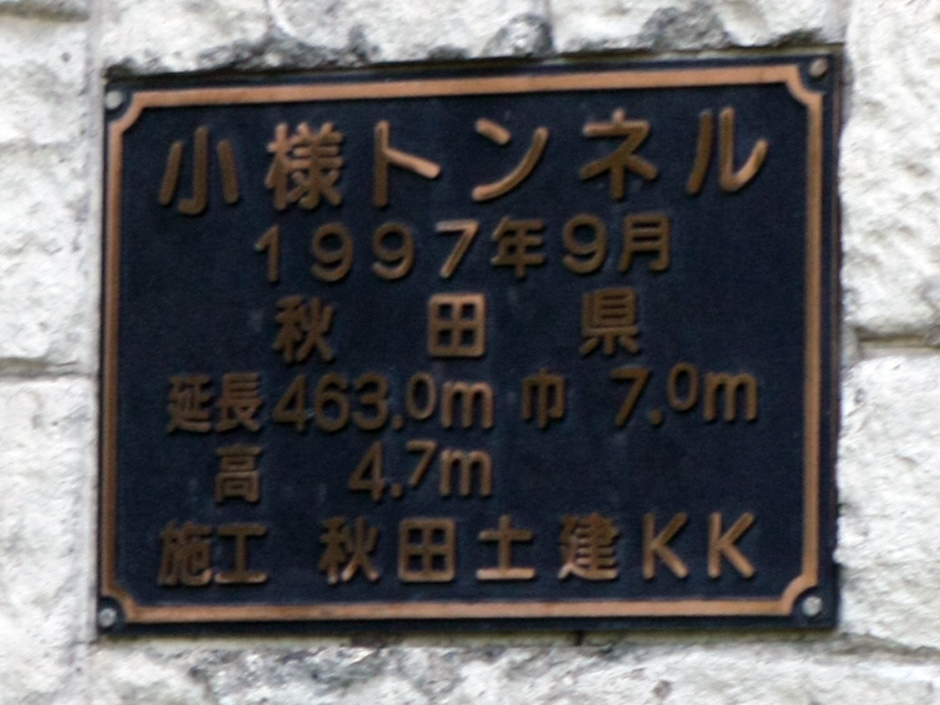 小様トンネル
1997年9月
秋田県
延長463.0m 巾 7.0m
高 4.7m
施工 秋田土建KK